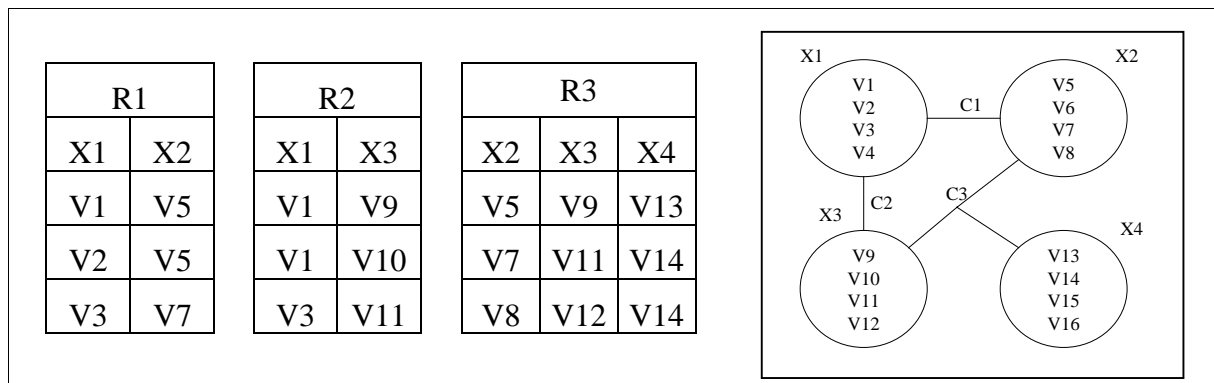 R1
X1 X2
V1 V5
V2 V5
V3 V7
R2
X1 X3
V1 V9
V1 V10
V3 V11
R3
X2 X3 X4
V5 V9 V13
V7 V11 V14
V8 V12 V14
X1
V1
V2
V3
V4
C1
X2
V5
V6
V7
V8
C2
C3
X3
V9
V10
V11
V12
X4
V13
V14
V15
V16